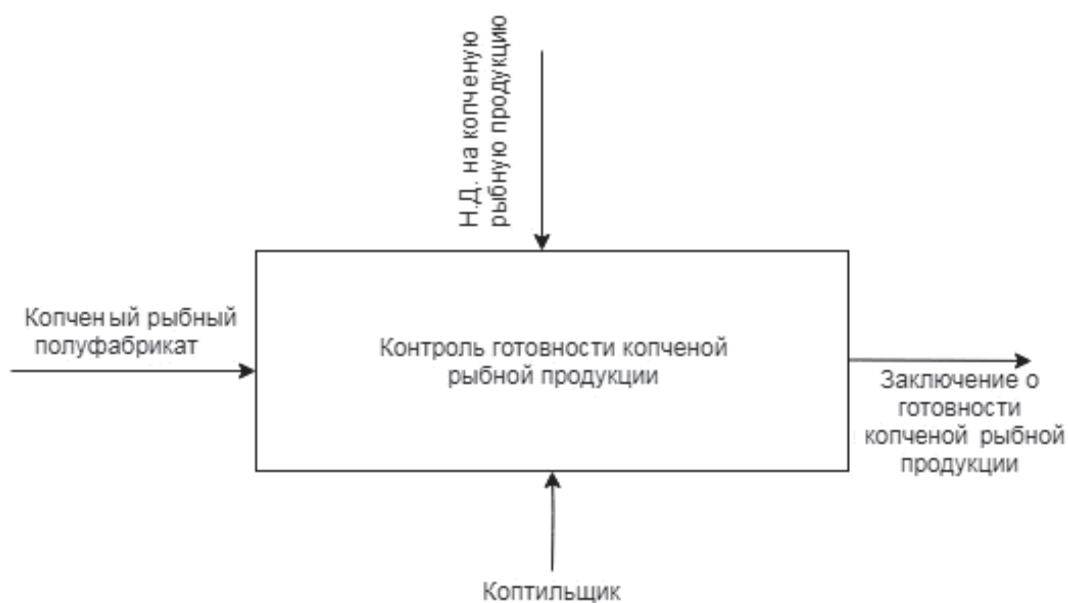 Н.Д. на копченую
рыбную продукцию
Копченый рыбный
полуфабрикат
Контроль готовности копченой
рыбной продукции
Заключение о
готовности
копченой рыбной
продукции
Коптильщик